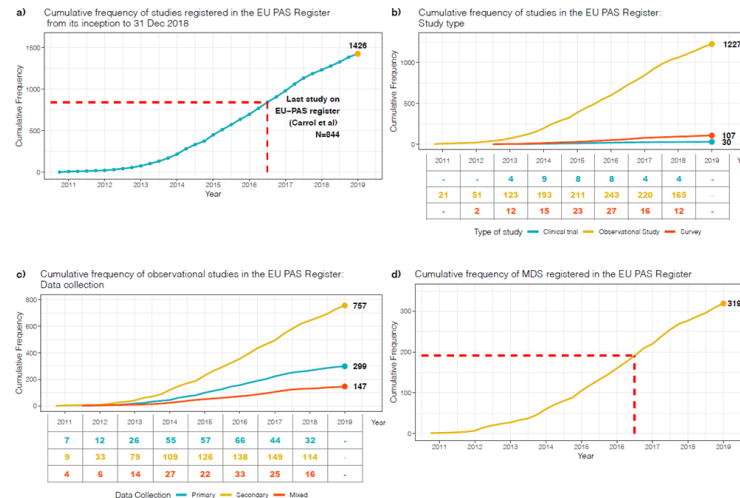 a) Cumulative frequency of studies registered in the EU PAS Register
from its inception to 31 Dec 2018
Cumulative Frequency
1500
1000
500
0
1426
Last study on
EU-PAS register
(Carrol et al)
N=844
2011 2012 2013 2014 2015 2016 2017 2018 2019
Year
b) Cumulative frequency of studies in the EU PAS Register:
Study type
Cumulative Frequency
1000
500
0
1227
107
30
2011 2012 2013 2014 2015 2016 2017 2018 2019
- - 4 9 8 8 4 4 -
21 51 123 193 211 243 220 165 -
- 2 12 15 23 27 16 12 -
Type of study Clinical trial Observational Study Survey
c) Cumulative frequency of observational studies in the EU PAS Register:
Data collection
Cumulative Frequency
800
600
400
200
0
757
299
147
2011 2012 2013 2014 2015 2016 2017 2018 2019 Year
7 12 26 55 57 66 44 32 -
9 33 79 109 126 138 149 114 -
4 6 14 27 22 33 25 16 -
Data Collection Primary Secondary Mixed
d) Cumulative frequency of MDS registered in the EU PAS Register
Cumulative Frequency
300
200
100
0
319
2011 2012 2013 2014 2015 2016 2017 2018 2019
Year